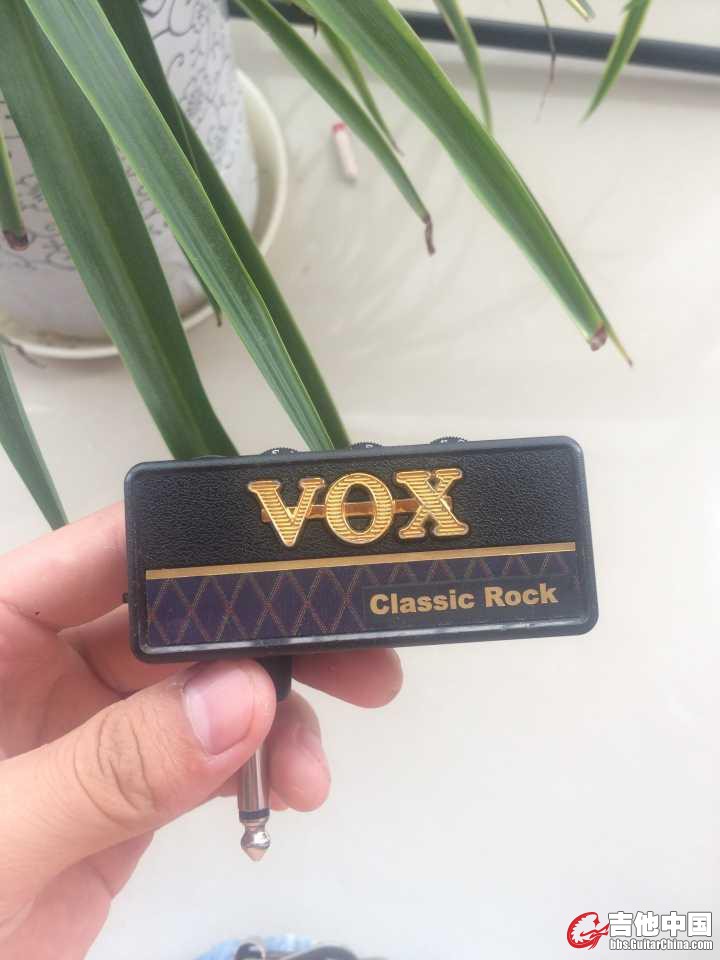 VOX
Classic Rock
吉他中国
bbs.GuitarChina.com